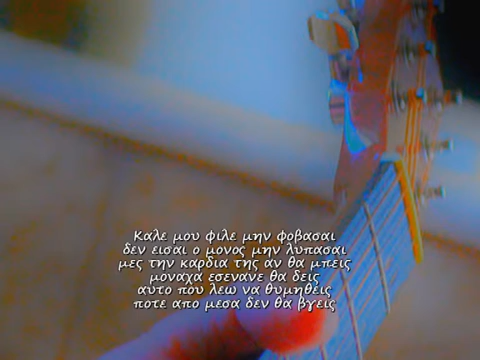 Καλε μου φιλε μην φοβασαι
δεν εισαι ο μονος μην λυπασαι
μες την καρδια της αν θα μπεις
μοναχα εσενανε θα δεις
αυτο που λεω να θυμηθεις
ποτε απο μεσα δεν θα βγεις